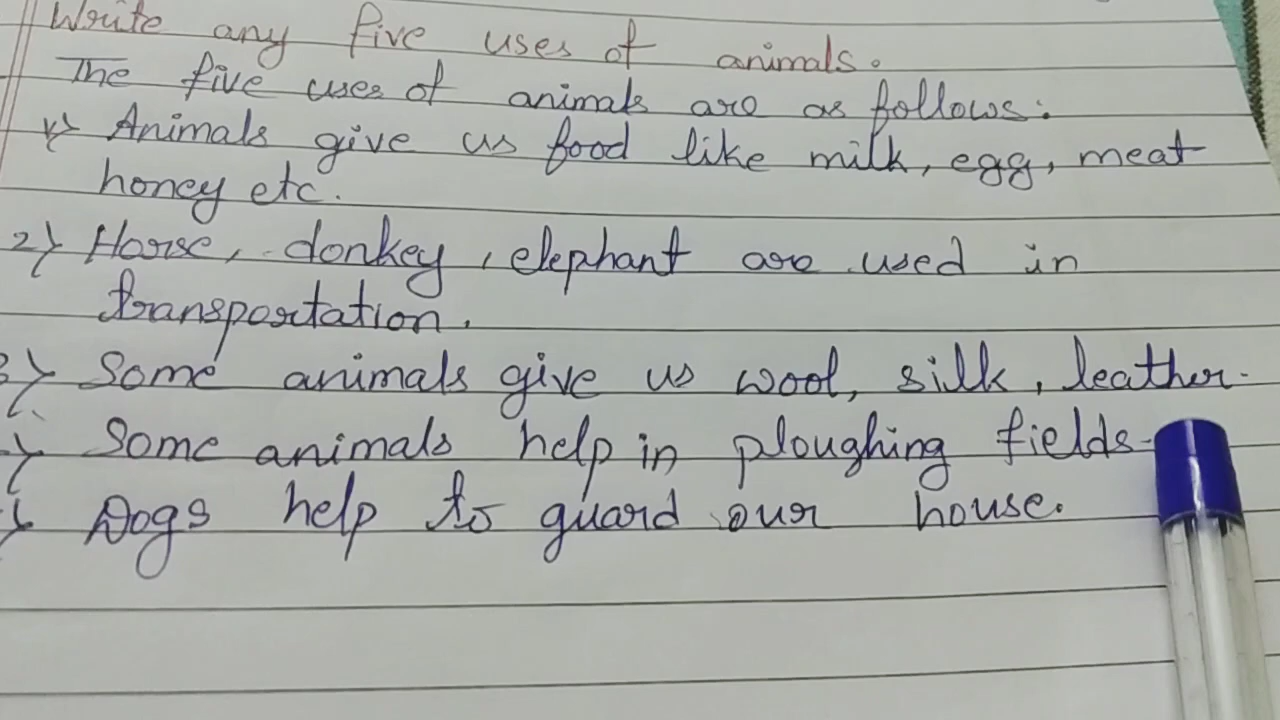 Write any five uses of animals.
The five uses of animals are as follows:
1) Animals give us food like milk, egg, meat
honey etc.
2) Horse, donkey, elephant are used in
transportation.
3) Some animals give us wool, silk, leather.
) Some animals help in ploughing fields.
) Dogs help to guard our house.